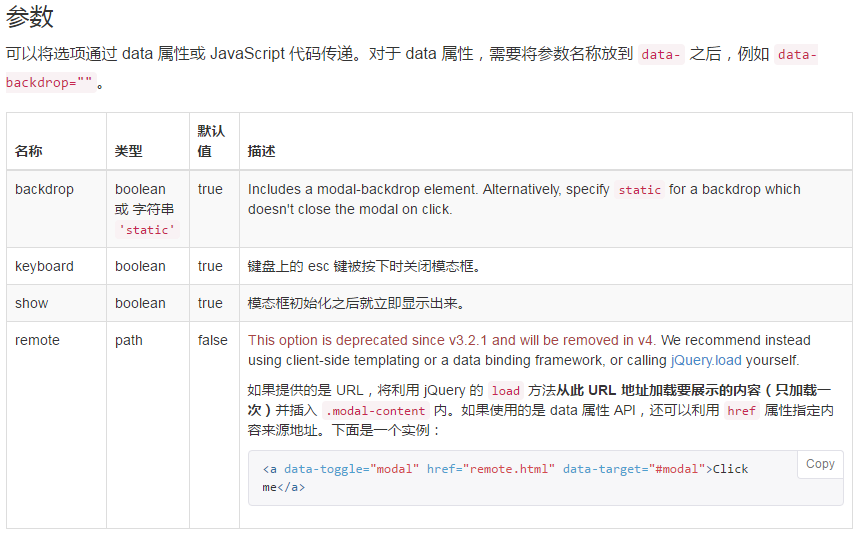 参数
可以将选项通过 data 属性或 JavaScript 代码传递。对于 data 属性，需要将参数名称放到 data- 之后，例如 data-
backdrop=""。
名称 类型 默认值 描述
backdrop boolean 或 字符串 'static' true Includes a modal-backdrop element. Alternatively, specify static for a backdrop which
doesn't close the modal on click.
keyboard boolean true 键盘上的 esc 键被按下时关闭模态框。
show boolean true 模态框初始化之后就立即显示出来。
remote path false This option is deprecated since v3.2.1 and will be removed in v4. We recommend instead
using client-side templating or a data binding framework, or calling jQuery.load yourself.
如果提供的是 URL，将利用 jQuery 的 load 方法从此 URL 地址加载要展示的内容（只加载一
次）并插入 .modal-content 内。如果使用的是 data 属性 API，还可以利用 href 属性指定内
容来源地址。下面是一个实例：
Copy
<a data-toggle="modal" href="remote.html" data-target="#modal">Click
me</a>